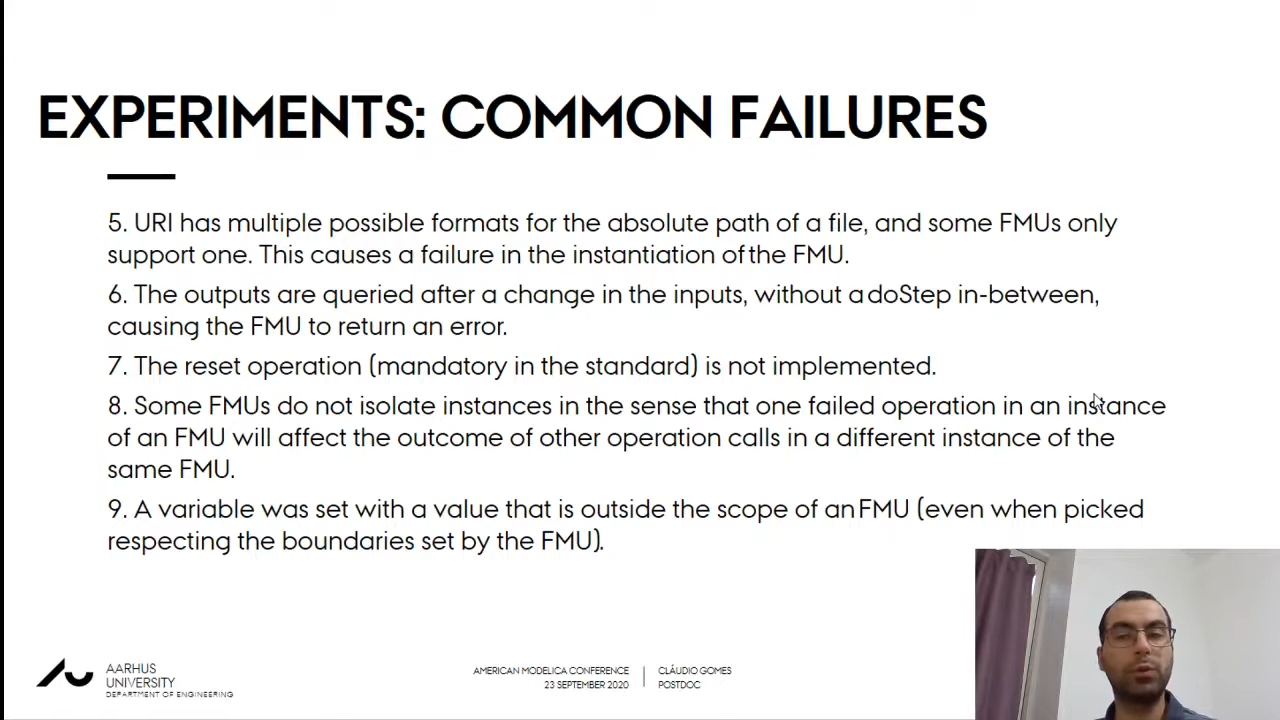 EXPERIMENTS: COMMON FAILURES
5. URI has multiple possible formats for the absolute path of a file, and some FMUs only
support one. This causes a failure in the instantiation of the FMU.
6. The outputs are queried after a change in the inputs, without a doStep in-between,
causing the FMU to return an error.
7. The reset operation (mandatory in the standard) is not implemented.
8. Some FMUs do not isolate instances in the sense that one failed operation in an instance
of an FMU will affect the outcome of other operation calls in a different instance of the
same FMU.
9. A variable was set with a value that is outside the scope of an FMU (even when picked
respecting the boundaries set by the FMU).
AARHUS
UNIVERSITY
DEPARTMENT OF ENGINEERING
AMERICAN MODELICA CONFERENCE
23 SEPTEMBER 2020
CLÁUDIO GOMES
POSTDOC